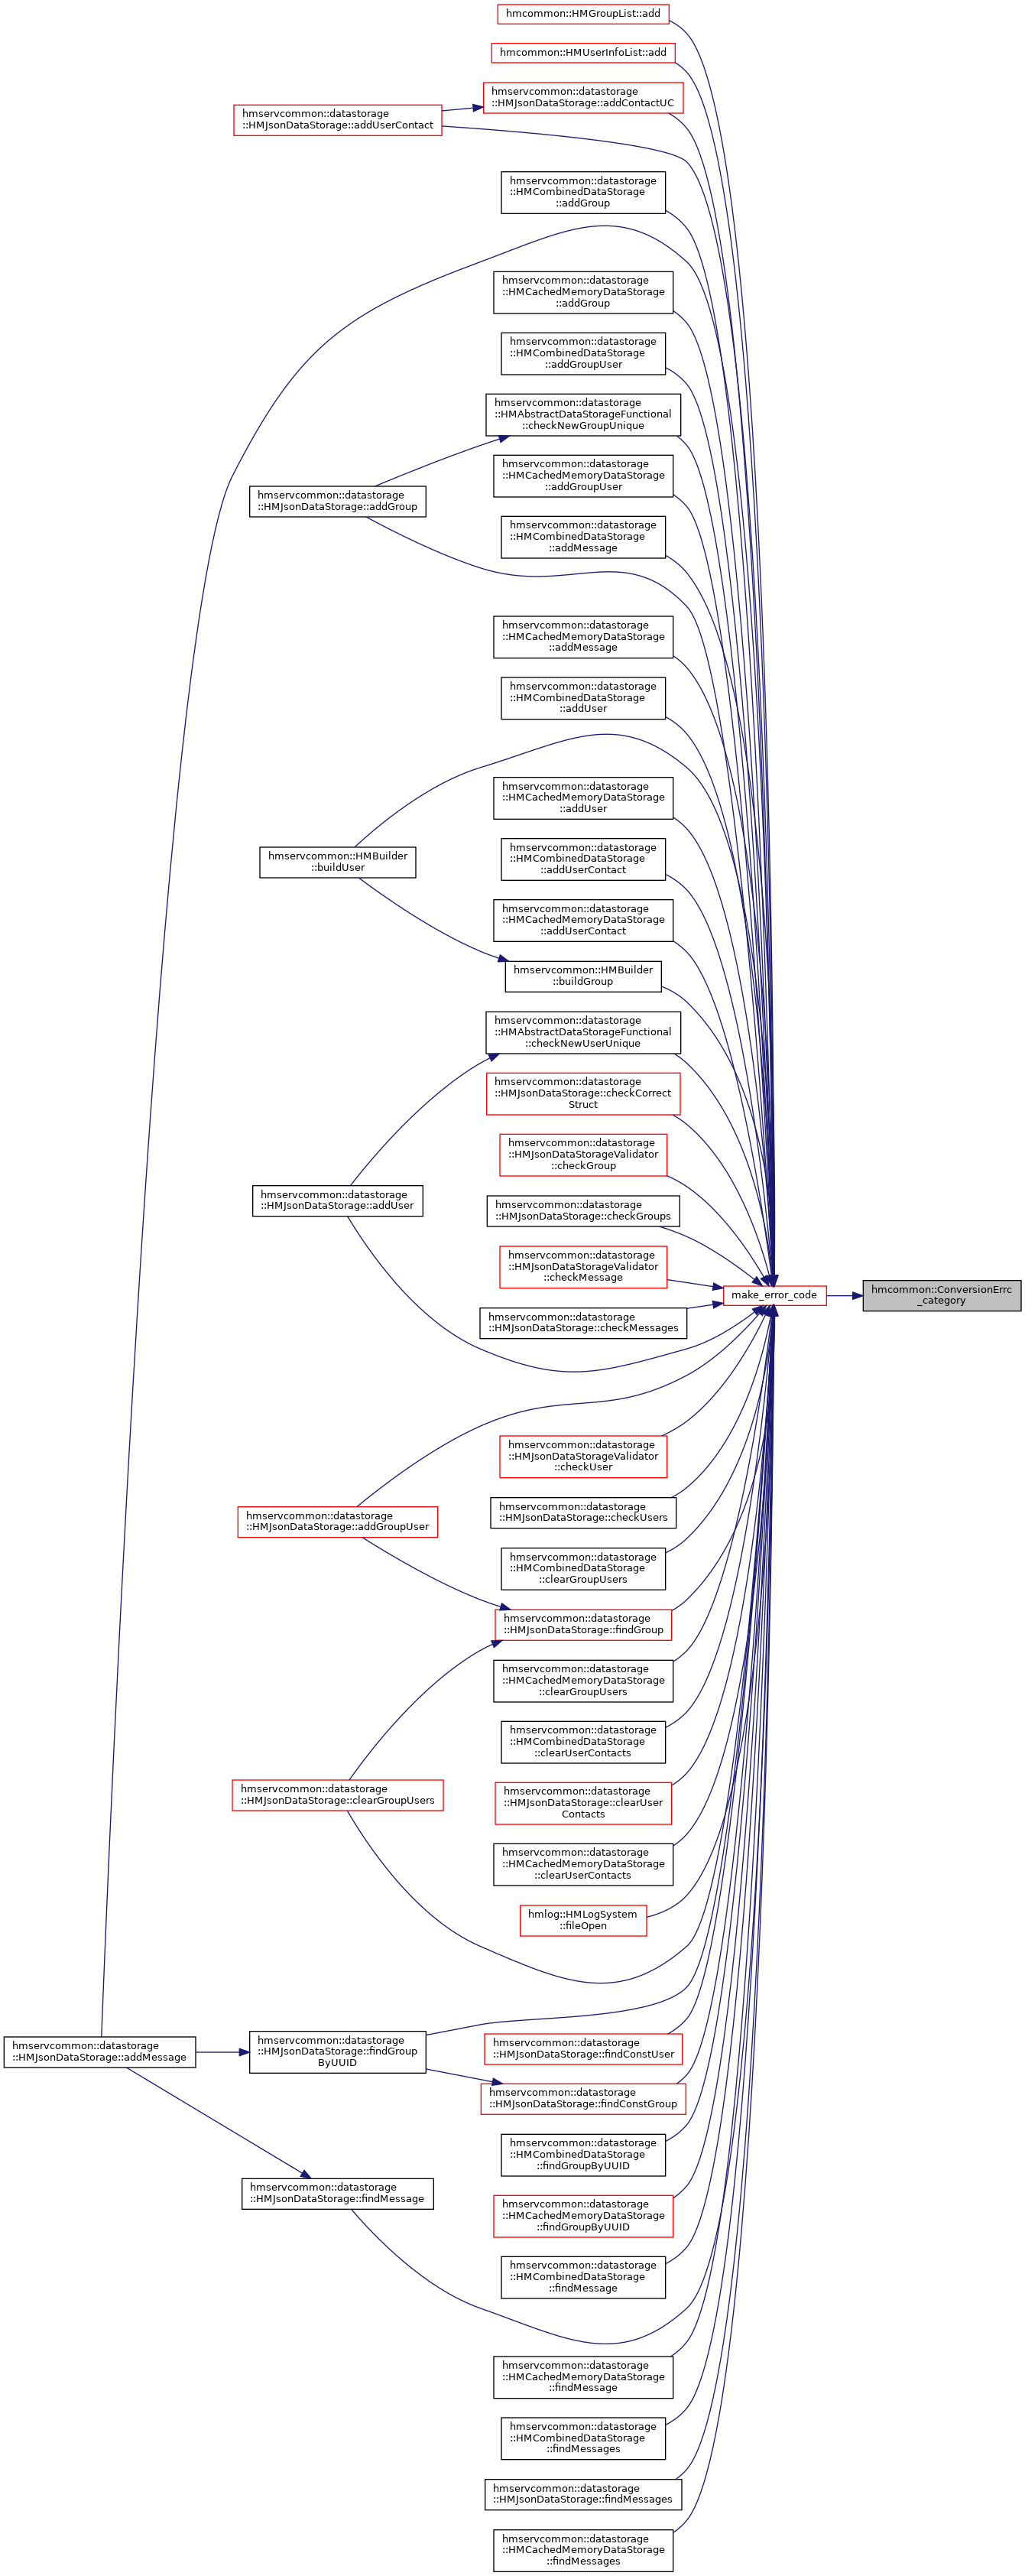 hmcommon::HMGroupList::add
hmcommon::HMUserInfoList::add
hmservcommon::datastorage
::HMJsonDataStorage::addContactUC
hmservcommon::datastorage
::HMJsonDataStorage::addUserContact
hmservcommon::datastorage
::HMCombinedDataStorage
::addGroup
hmservcommon::datastorage
::HMCachedMemoryDataStorage
::addGroup
hmservcommon::datastorage
::HMCombinedDataStorage
::addGroupUser
hmservcommon::datastorage
::HMAbstractDataStorageFunctional
::checkNewGroupUnique
hmservcommon::datastorage
::HMCachedMemoryDataStorage
::addGroupUser
hmservcommon::datastorage
::HMJsonDataStorage::addGroup
hmservcommon::datastorage
::HMCombinedDataStorage
::addMessage
hmservcommon::datastorage
::HMCachedMemoryDataStorage
::addMessage
hmservcommon::datastorage
::HMCombinedDataStorage
::addUser
hmservcommon::datastorage
::HMCachedMemoryDataStorage
::addUser
hmservcommon::HMBuilder
::buildUser
hmservcommon::datastorage
::HMCombinedDataStorage
::addUserContact
hmservcommon::datastorage
::HMCachedMemoryDataStorage
::addUserContact
hmservcommon::HMBuilder
::buildGroup
hmservcommon::datastorage
::HMAbstractDataStorageFunctional
::checkNewUserUnique
hmservcommon::datastorage
::HMJsonDataStorage::checkCorrect
Struct
hmservcommon::datastorage
::HMJsonDataStorageValidator
::checkGroup
hmservcommon::datastorage
::HMJsonDataStorage::addUser
hmservcommon::datastorage
::HMJsonDataStorage::checkGroups
hmservcommon::datastorage
::HMJsonDataStorageValidator
::checkMessage
make_error_code
hmcommon::ConversionErrc
_category
hmservcommon::datastorage
::HMJsonDataStorage::checkMessages
hmservcommon::datastorage
::HMJsonDataStorageValidator
::checkUser
hmservcommon::datastorage
::HMJsonDataStorage::checkUsers
hmservcommon::datastorage
::HMJsonDataStorage::addGroupUser
hmservcommon::datastorage
::HMCombinedDataStorage
::clearGroupUsers
hmservcommon::datastorage
::HMJsonDataStorage::findGroup
hmservcommon::datastorage
::HMCachedMemoryDataStorage
::clearGroupUsers
hmservcommon::datastorage
::HMCombinedDataStorage
::clearUserContacts
hmservcommon::datastorage
::HMJsonDataStorage::clearGroupUsers
hmservcommon::datastorage
::HMJsonDataStorage::clearUser
Contacts
hmservcommon::datastorage
::HMCachedMemoryDataStorage
::clearUserContacts
hmlog::HMLogSystem
::fileOpen
hmservcommon::datastorage
::HMJsonDataStorage::addMessage
hmservcommon::datastorage
::HMJsonDataStorage::findGroup
ByUUID
hmservcommon::datastorage
::HMJsonDataStorage::findConstUser
hmservcommon::datastorage
::HMJsonDataStorage::findConstGroup
hmservcommon::datastorage
::HMCombinedDataStorage
::findGroupByUUID
hmservcommon::datastorage
::HMJsonDataStorage::findMessage
hmservcommon::datastorage
::HMCachedMemoryDataStorage
::findGroupByUUID
hmservcommon::datastorage
::HMCombinedDataStorage
::findMessage
hmservcommon::datastorage
::HMCachedMemoryDataStorage
::findMessage
hmservcommon::datastorage
::HMCombinedDataStorage
::findMessages
hmservcommon::datastorage
::HMJsonDataStorage::findMessages
hmservcommon::datastorage
::HMCachedMemoryDataStorage
::findMessages